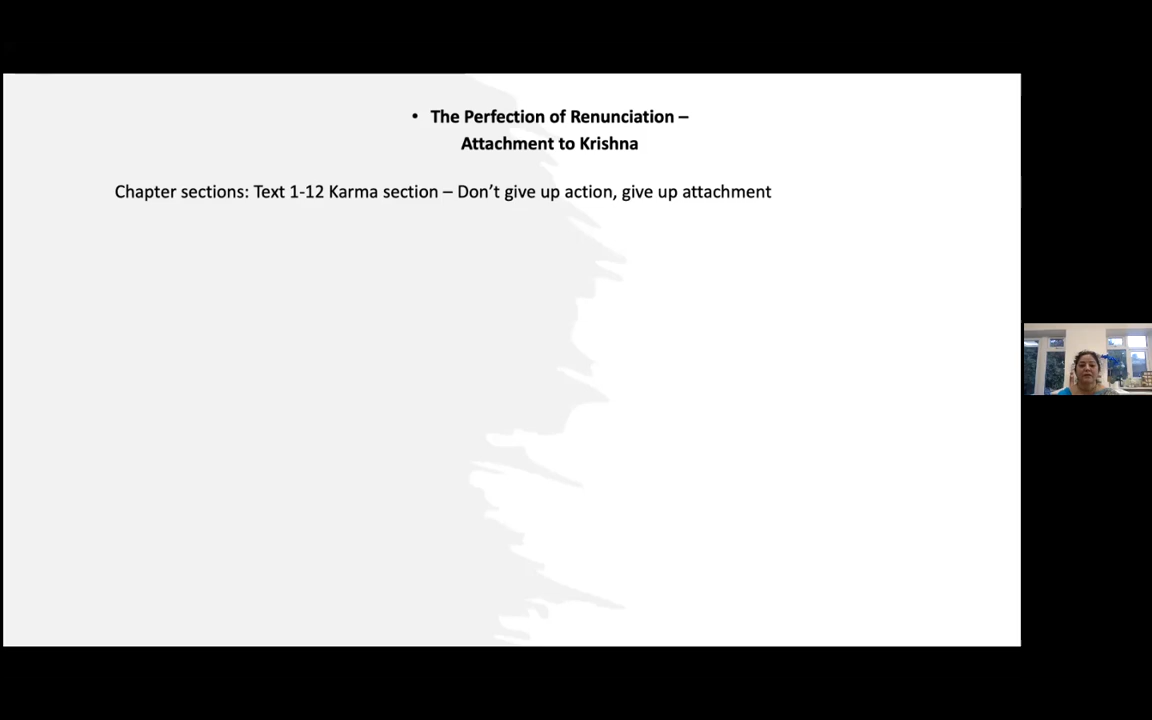 • The Perfection of Renunciation –
Attachment to Krishna
Chapter sections: Text 1-12 Karma section – Don’t give up action, give up attachment